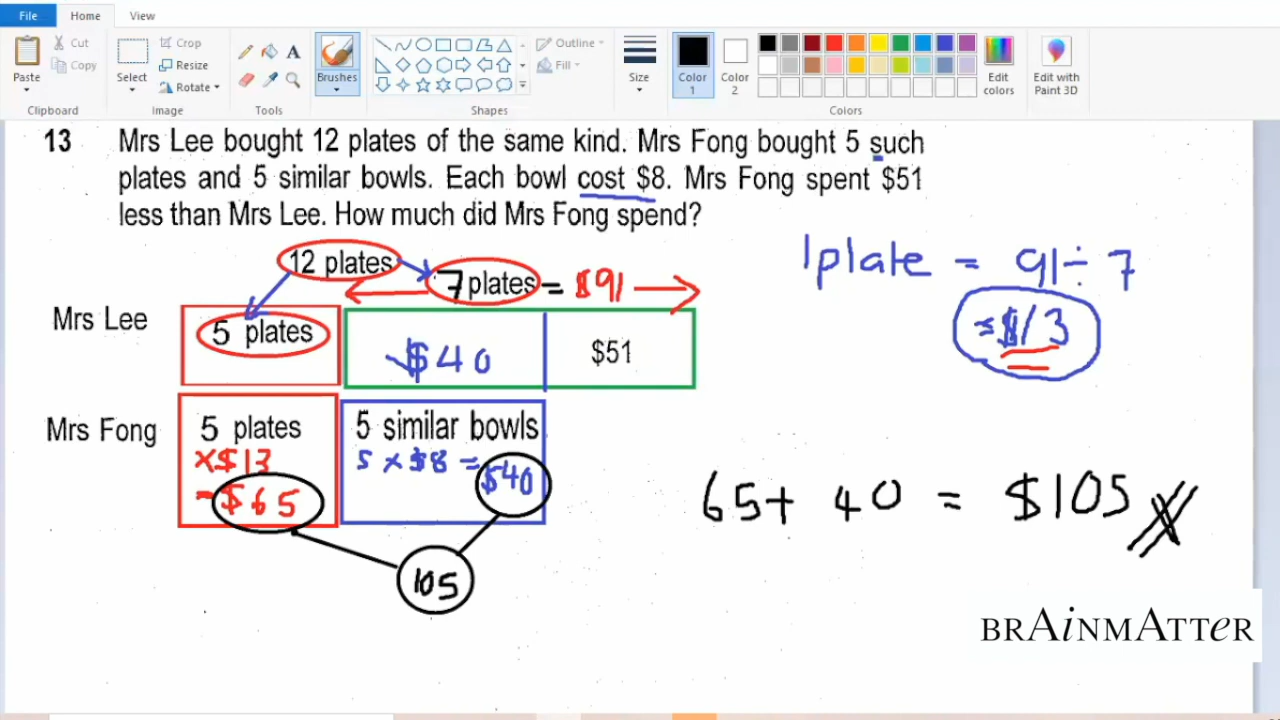 File Home View
Cut
Copy
Paste
Crop
Resize
Rotate
Select
A
Brushes
Outline
Fill
Size
Color 1
Color 2
Edit colors
Edit with Paint 3D
Clipboard Image Tools Shapes Colors
13 Mrs Lee bought 12 plates of the same kind. Mrs Fong bought 5 such
plates and 5 similar bowls. Each bowl cost $8. Mrs Fong spent $51
less than Mrs Lee. How much did Mrs Fong spend?
12 plates
7 plates = $91
1 plate = 91 ÷ 7
= $13
Mrs Lee 5 plates $40 $51
Mrs Fong 5 plates 5 similar bowls
× $13 5 × $8 = $40
= $65
65 + 40 = $105
105
BRAINMATTER